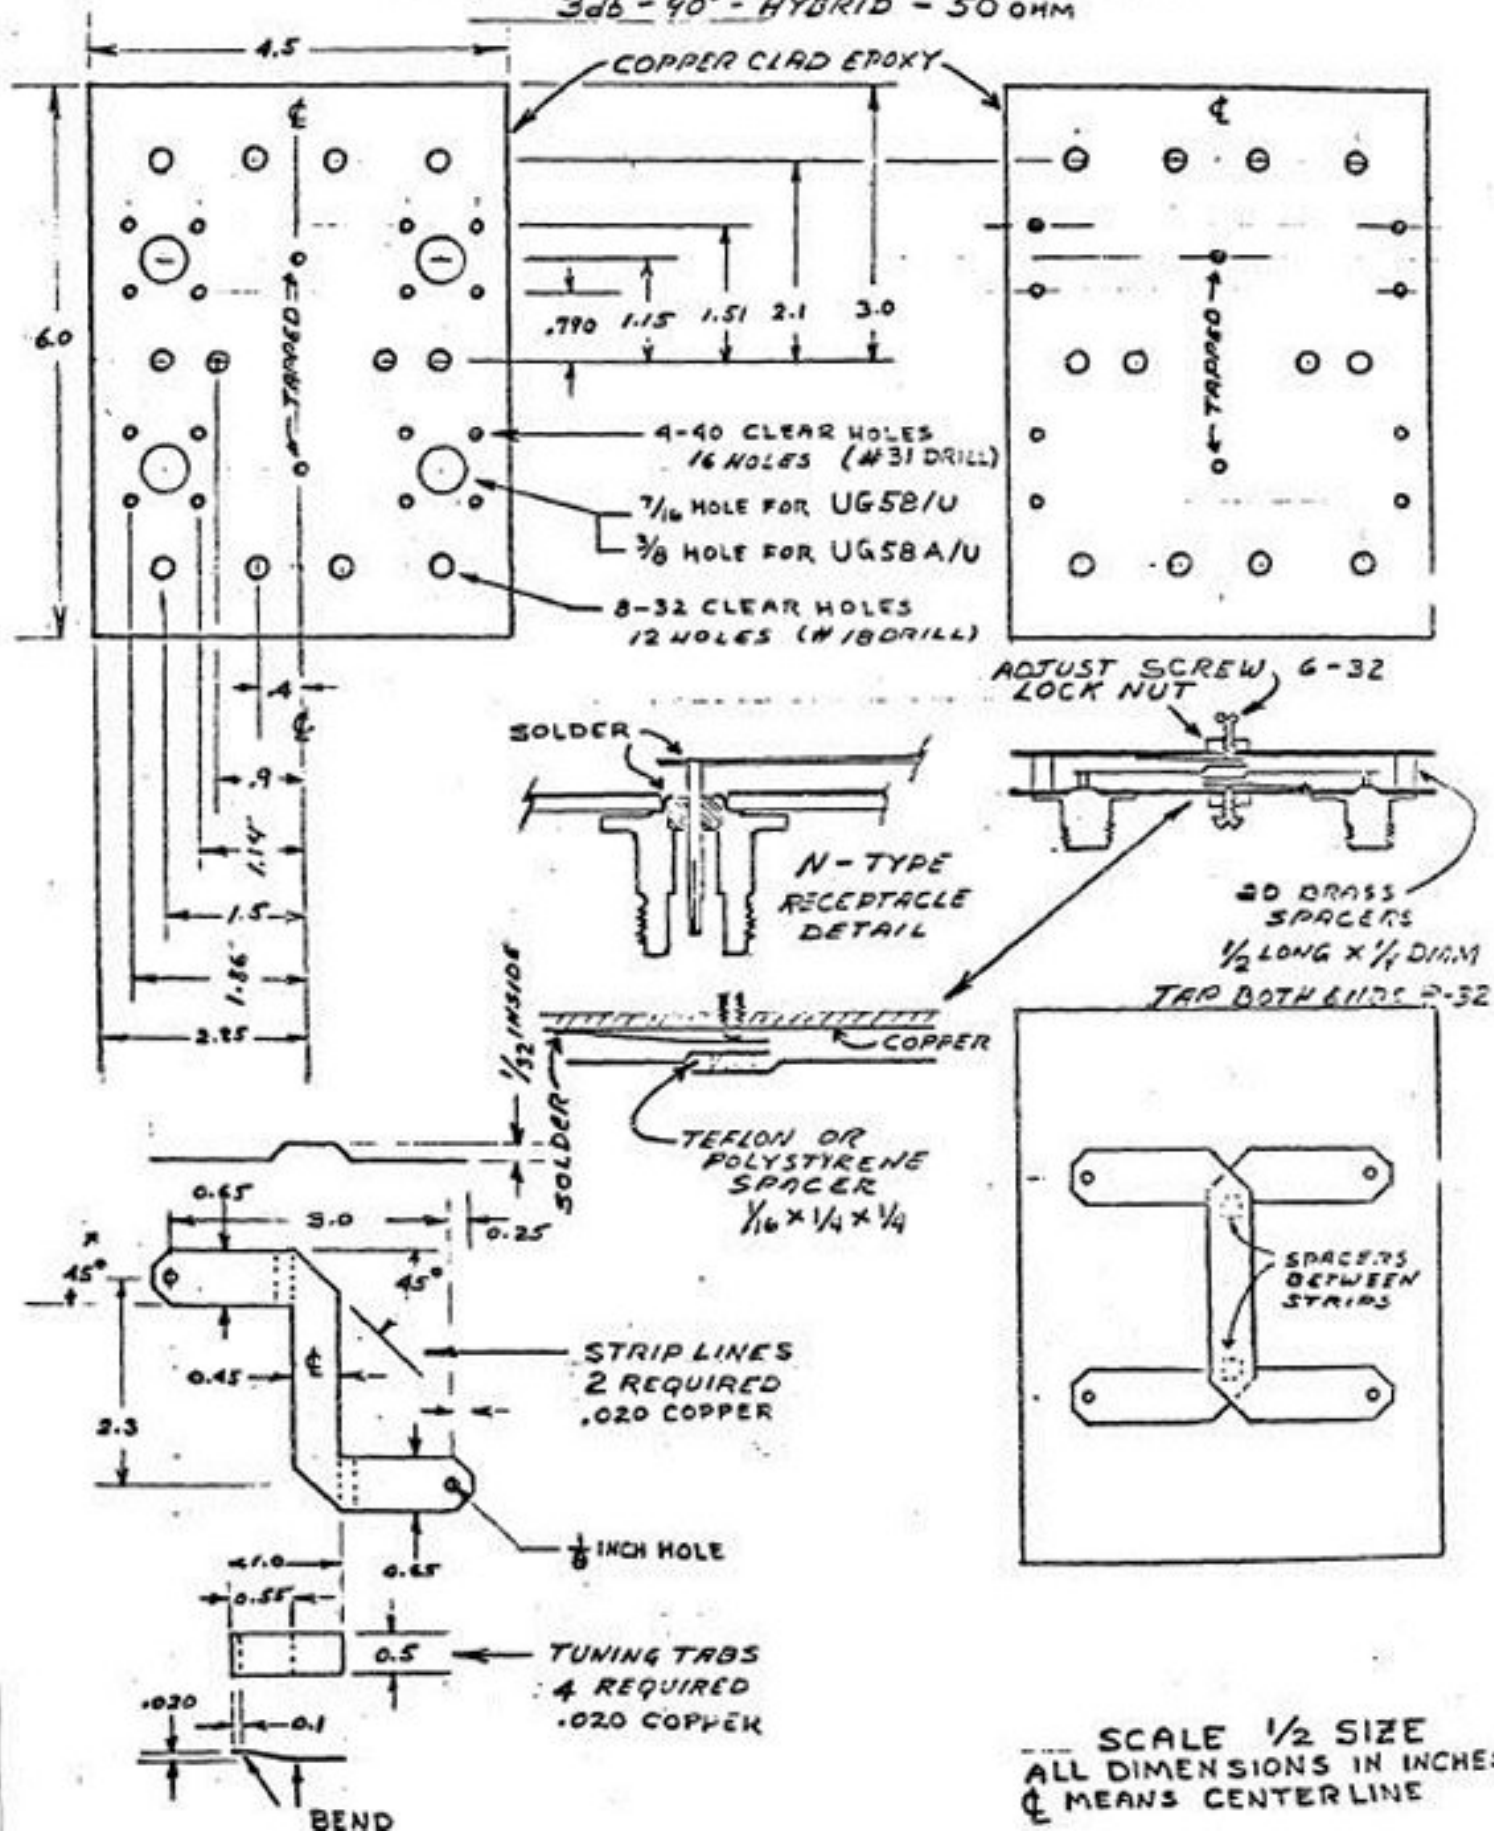 3db - 90° - HYBRID - 50 OHM
4.5
COPPER CLAD EPOXY
℄
℄
6.0
TAPPED
.790
1.15
1.51
2.1
3.0
TAPPED
4-40 CLEAR HOLES
16 HOLES (#31 DRILL)
7/16 HOLE FOR UG58/U
3/8 HOLE FOR UG58A/U
8-32 CLEAR HOLES
12 HOLES (#18 DRILL)
.4
℄
.9
1.14
1.5
1.86
2.25
SOLDER
N-TYPE
RECEPTACLE
DETAIL
ADJUST SCREW, 6-32
LOCK NUT
20 BRASS
SPACERS
1/2 LONG X 1/4 DIAM
TAP BOTH ENDS 8-32
1/32 INSIDE
SOLDER
COPPER
TEFLON OR
POLYSTYRENE
SPACER
1/16 X 1/4 X 1/4
0.65
3.0
0.25
45°
45°
0.45
℄
2.3
STRIP LINES
2 REQUIRED
.020 COPPER
SPACERS
BETWEEN
STRIPS
1/8 INCH HOLE
0.65
1.0
0.55
0.5
TUNING TABS
4 REQUIRED
.020 COPPER
.020
0.1
BEND
SCALE 1/2 SIZE
ALL DIMENSIONS IN INCHES
℄ MEANS CENTERLINE